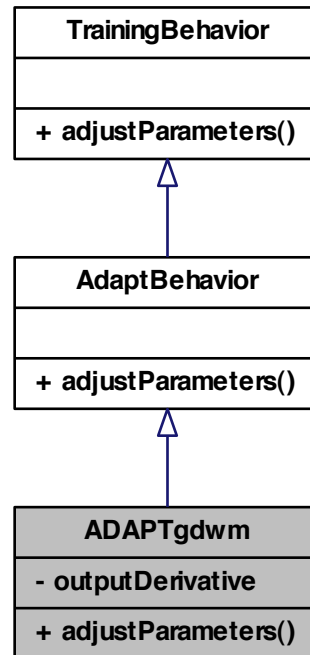 TrainingBehavior
+ adjustParameters()
AdaptBehavior
+ adjustParameters()
ADAPTgdwm
- outputDerivative
+ adjustParameters()